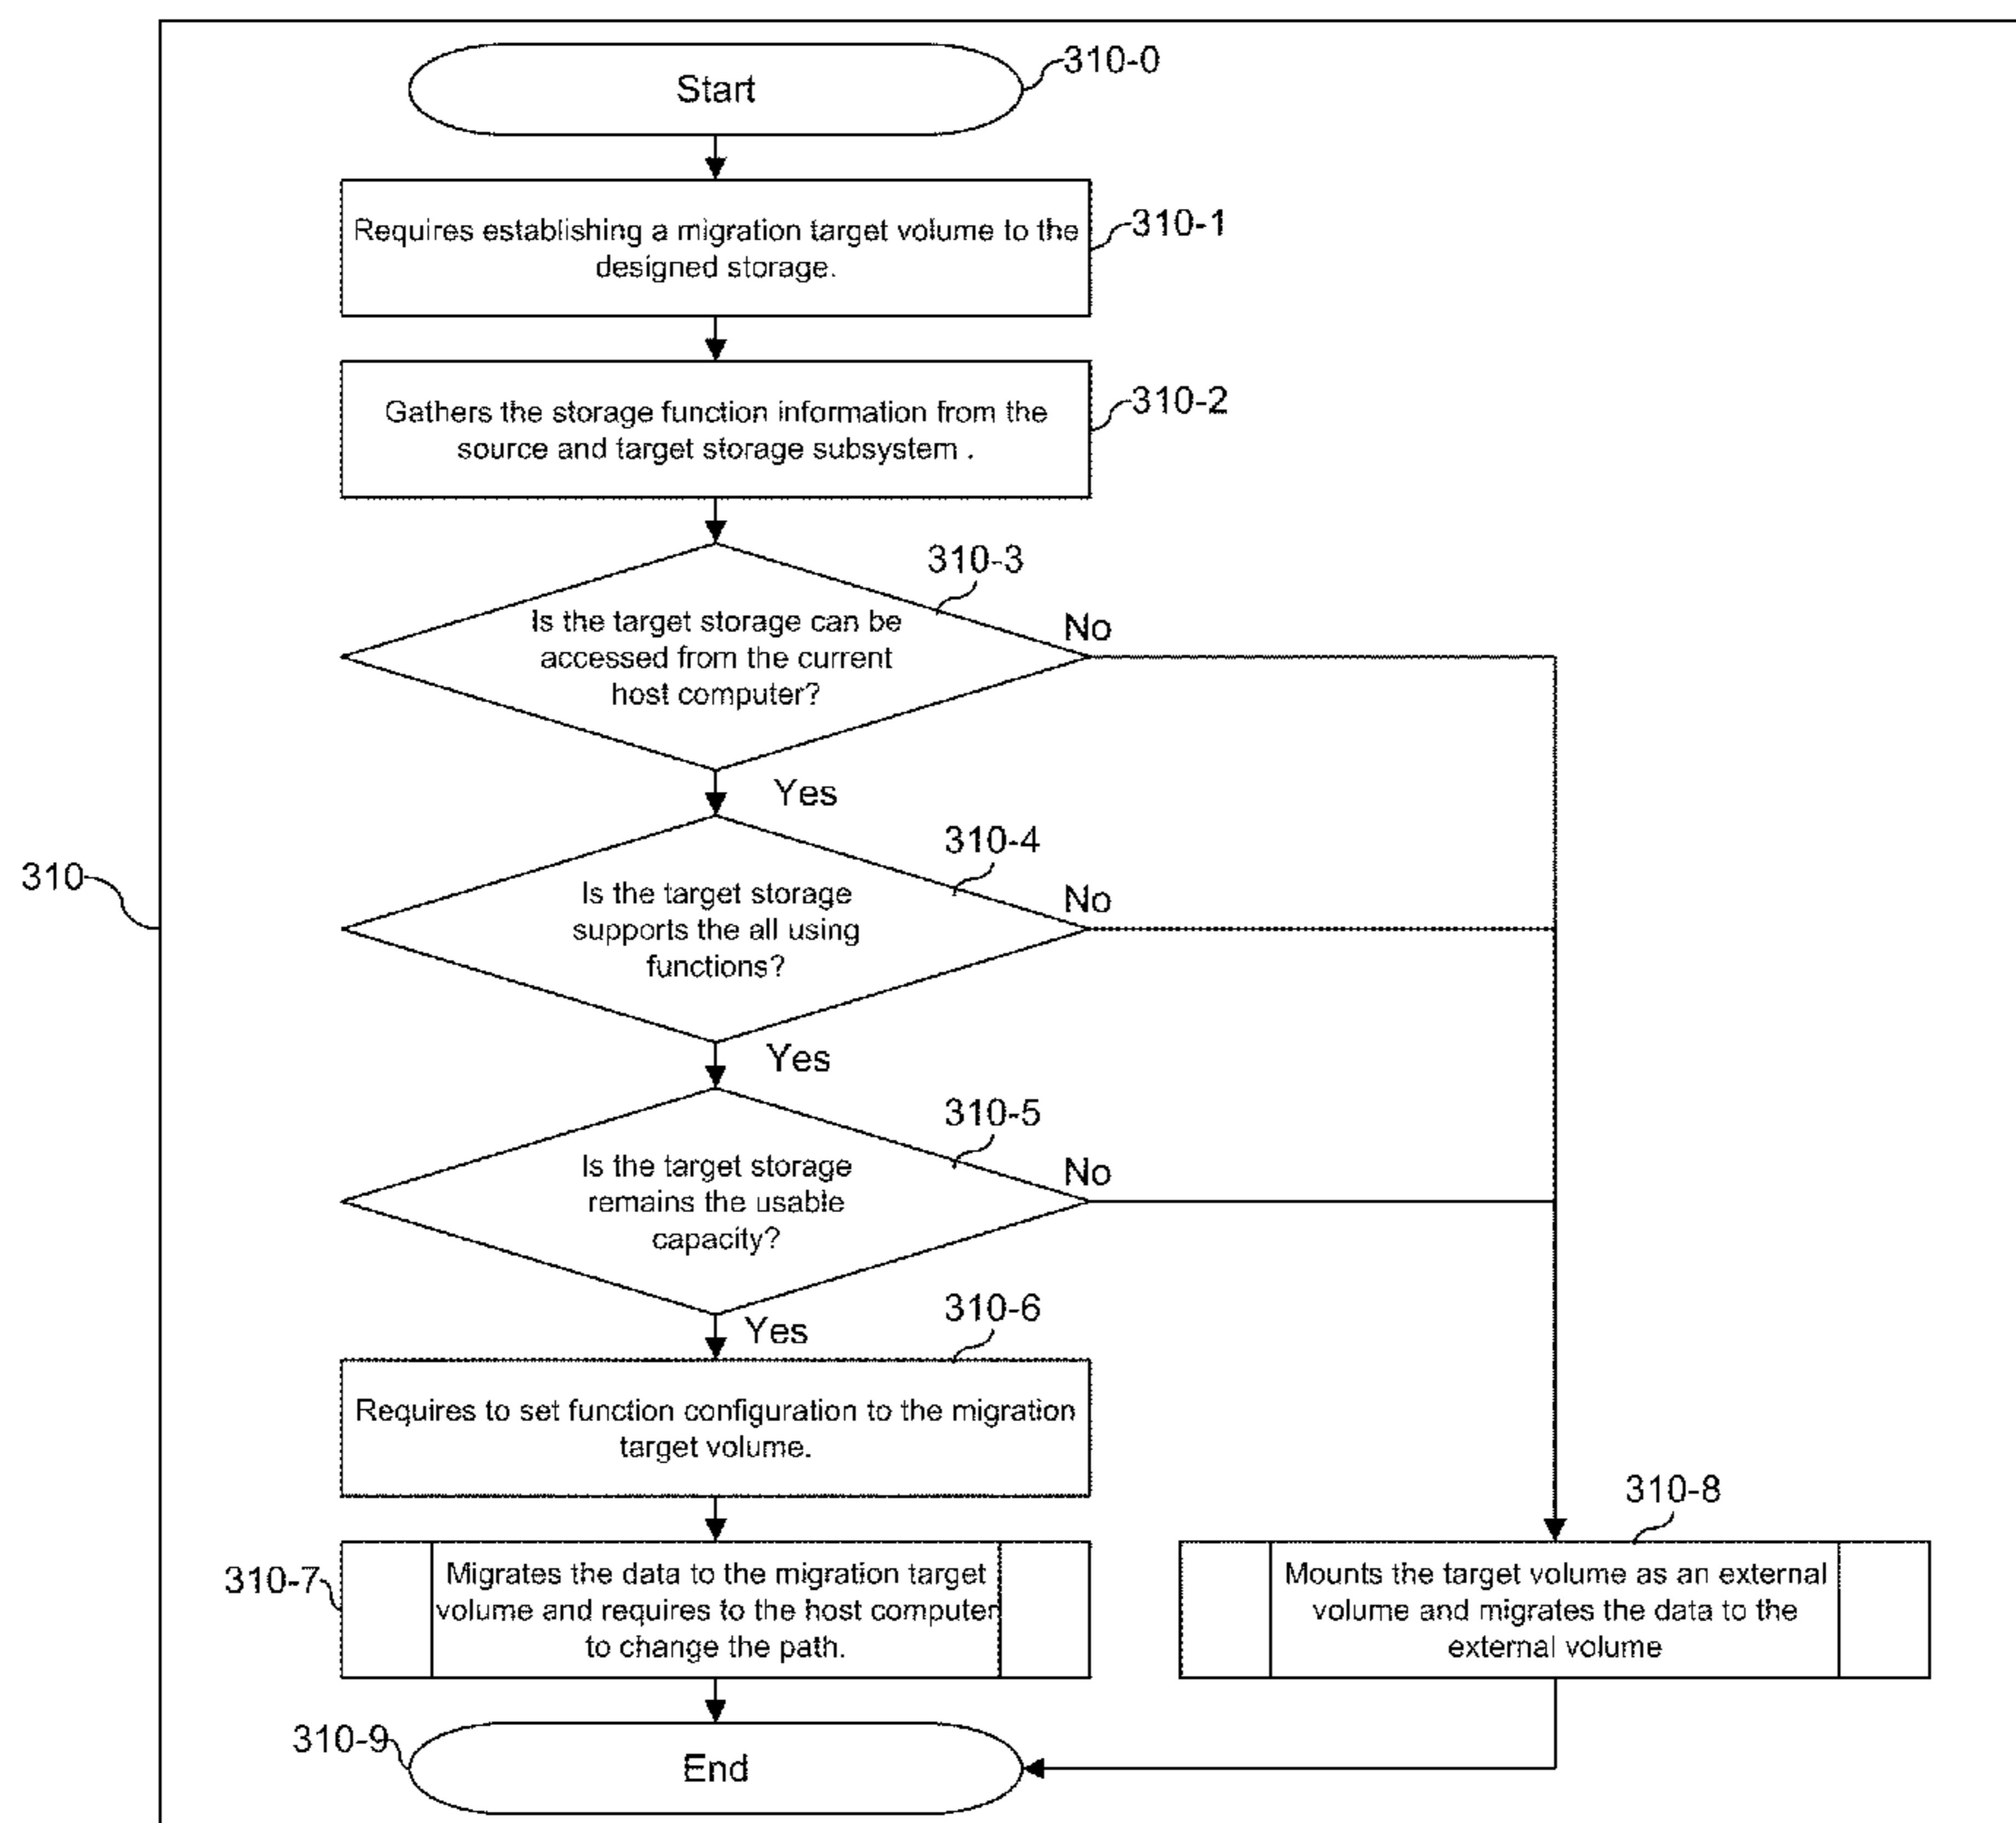 310-0
Start
310-1
Requires establishing a migration target volume to the
designed storage.
310-2
Gathers the storage function information from the
source and target storage subsystem .
310-3
Is the target storage can be
accessed from the current
host computer?
No
Yes
310
310-4
Is the target storage
supports the all using
functions?
No
Yes
310-5
Is the target storage
remains the usable
capacity?
No
Yes
310-6
Requires to set function configuration to the migration
target volume.
310-7
Migrates the data to the migration target
volume and requires to the host computer
to change the path.
310-8
Mounts the target volume as an external
volume and migrates the data to the
external volume
310-9
End